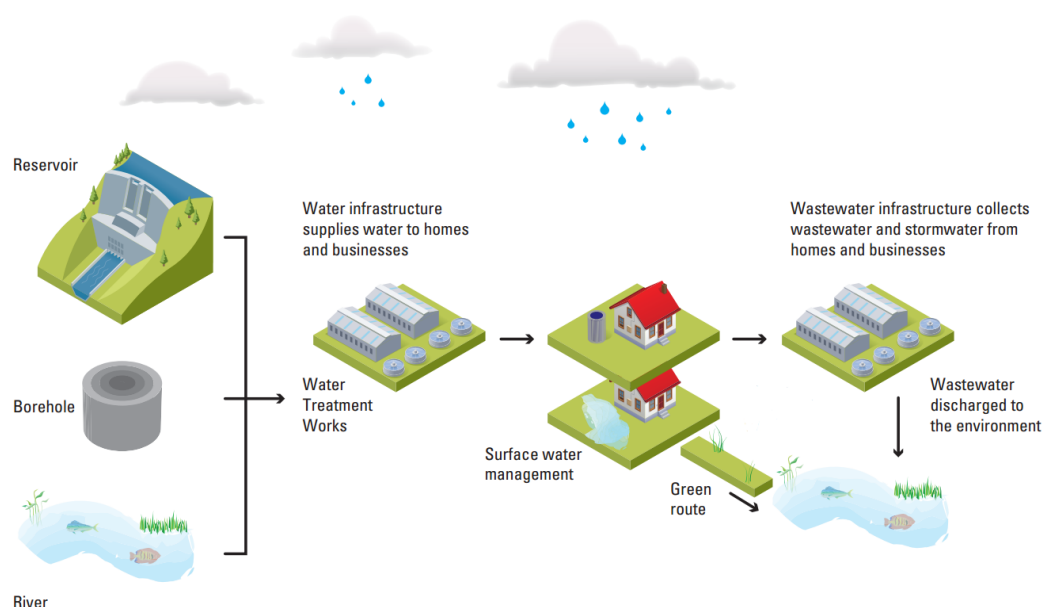 Reservoir
Water infrastructure
supplies water to homes
and businesses
Wastewater infrastructure collects
wastewater and stormwater from
homes and businesses
Borehole
Water
Treatment
Works
Wastewater
discharged to
the environment
Surface water
management
Green
route
River